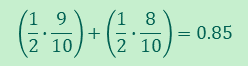 (1/2 · 9/10) + (1/2 · 8/10) = 0.85